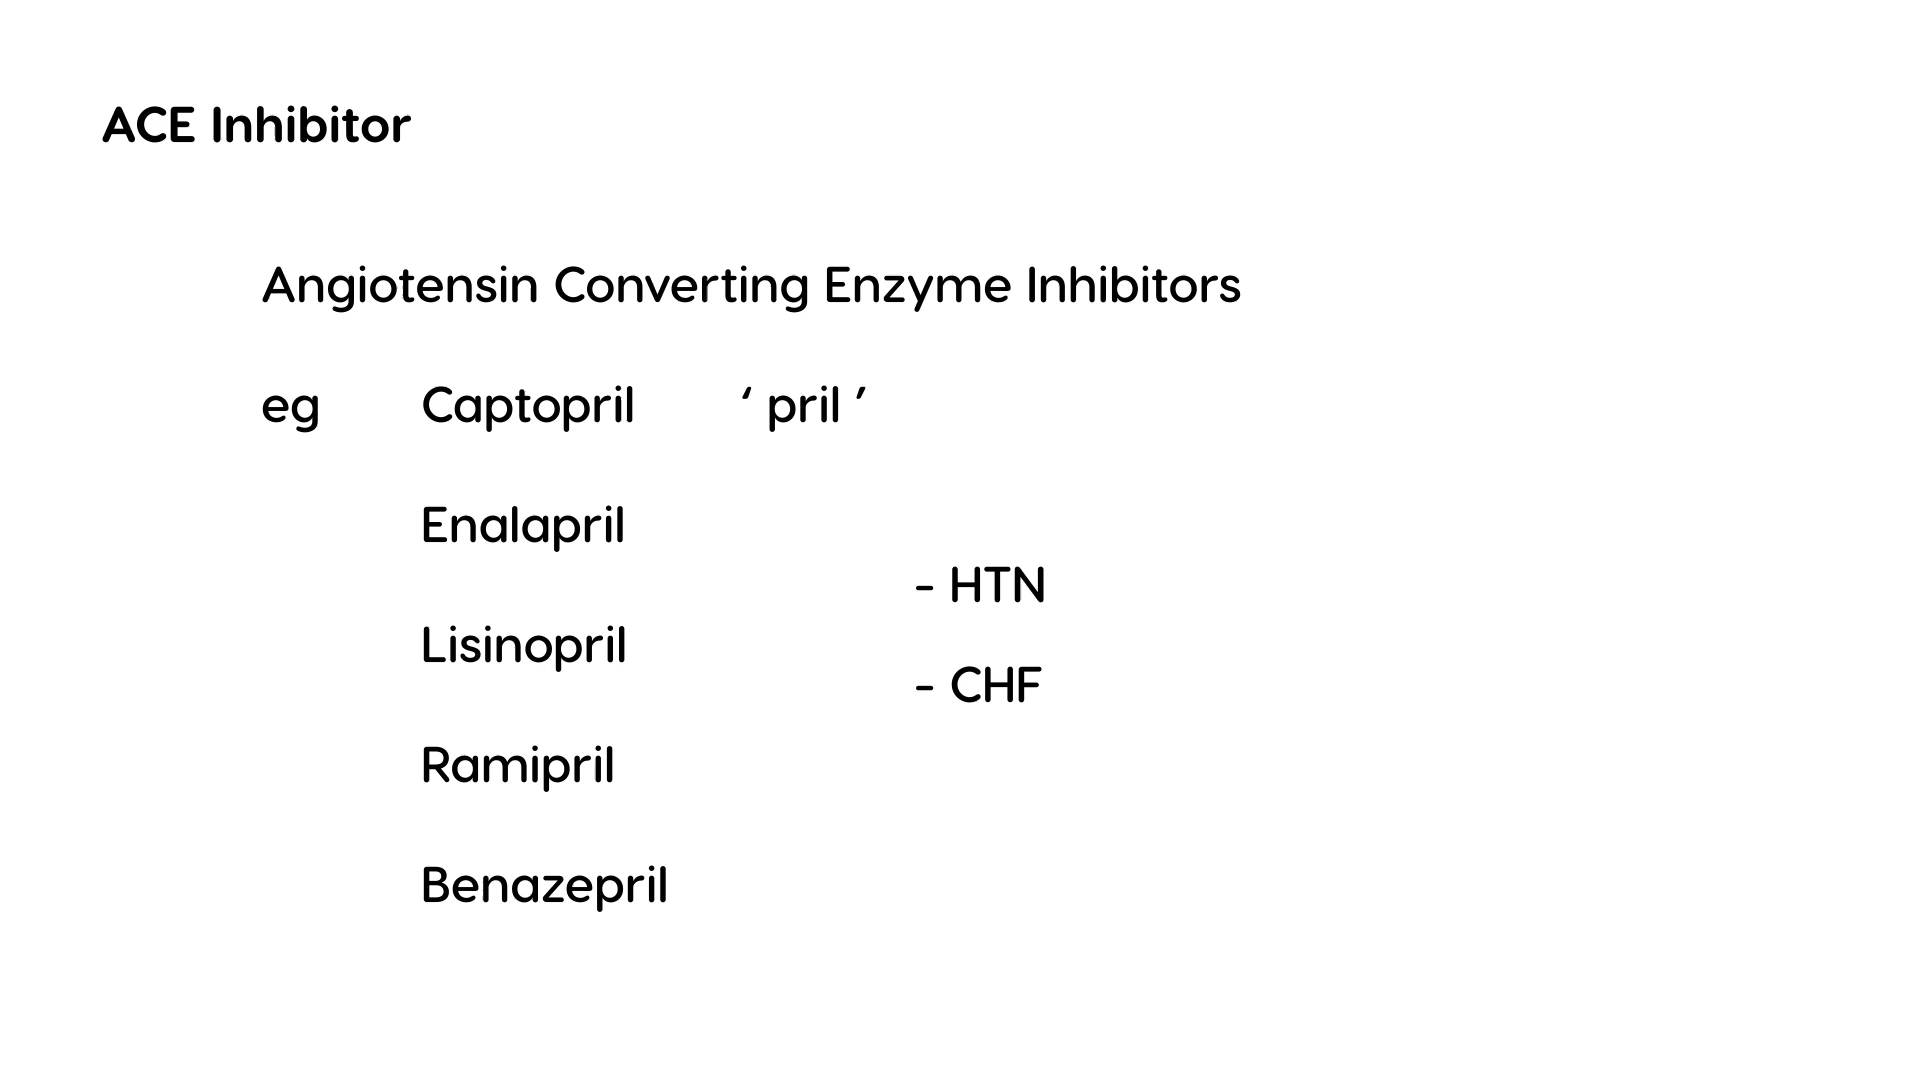 ACE Inhibitor
Angiotensin Converting Enzyme Inhibitors
eg Captopril ‘ pril ’
Enalapril
- HTN
Lisinopril
- CHF
Ramipril
Benazepril